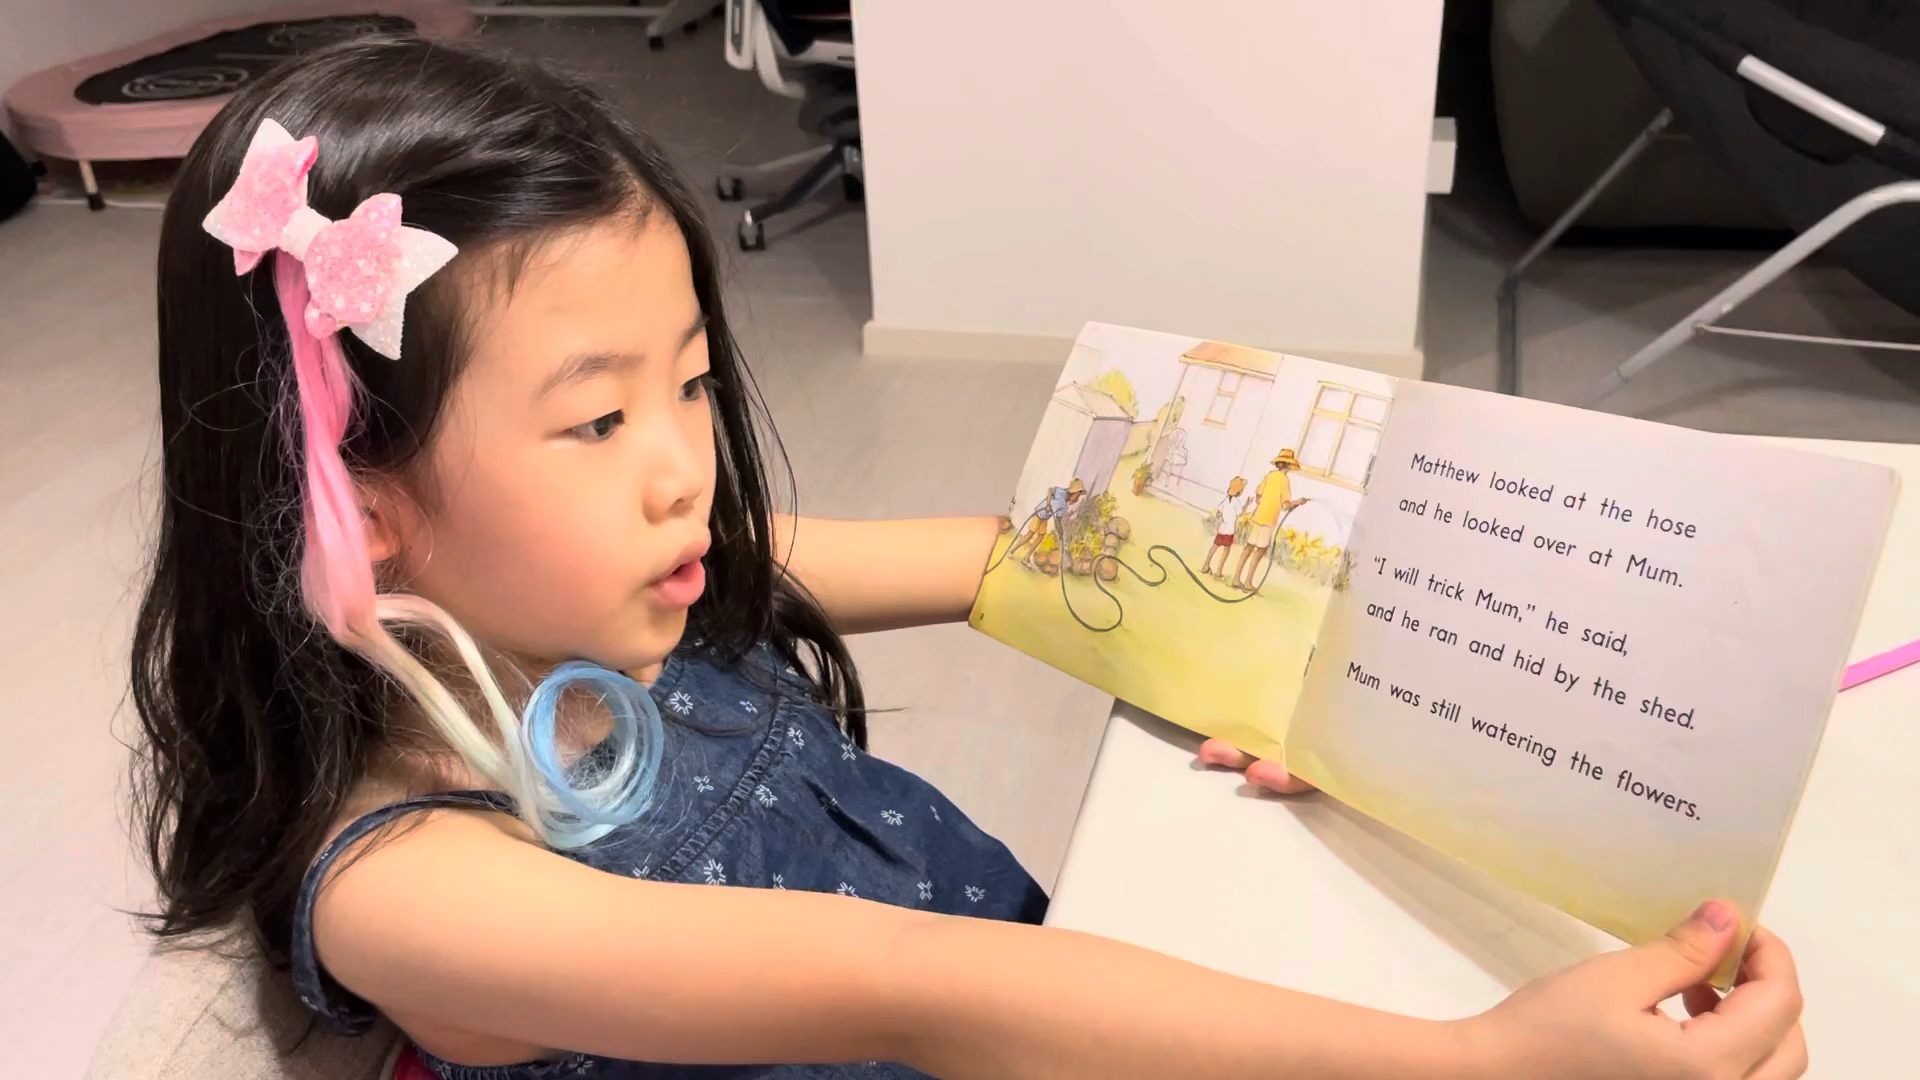 Matthew looked at the hose
and he looked over at Mum.
“I will trick Mum,” he said,
and he ran and hid by the shed.
Mum was still watering the flowers.